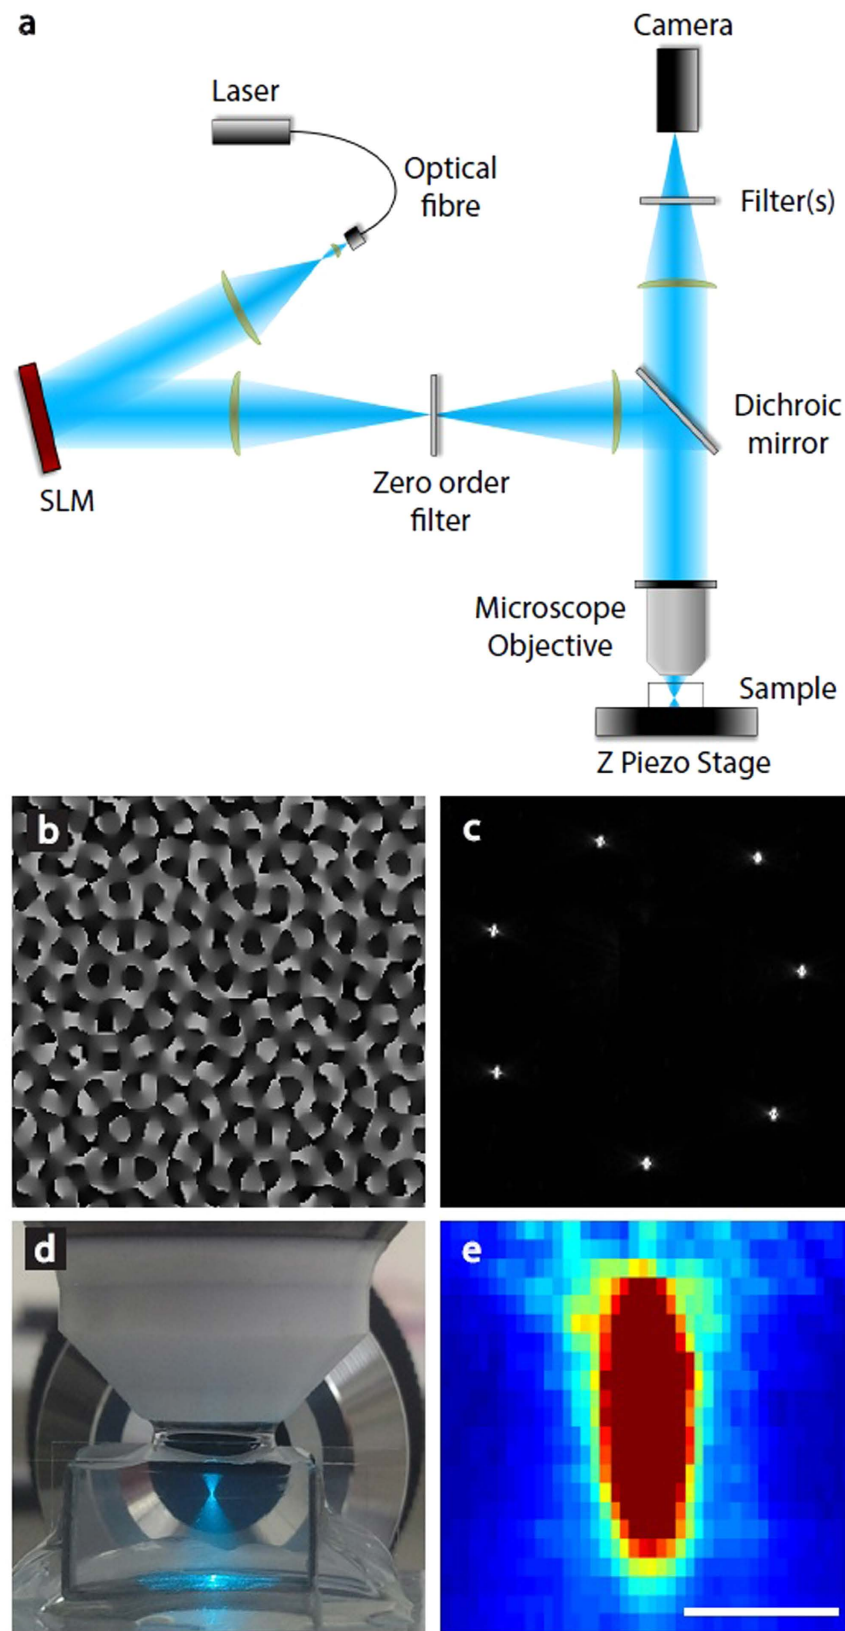 a
Camera
Laser
Optical
fibre
Filter(s)
Dichroic
mirror
SLM
Zero order
filter
Microscope
Objective
Sample
Z Piezo Stage
b
c
d
e